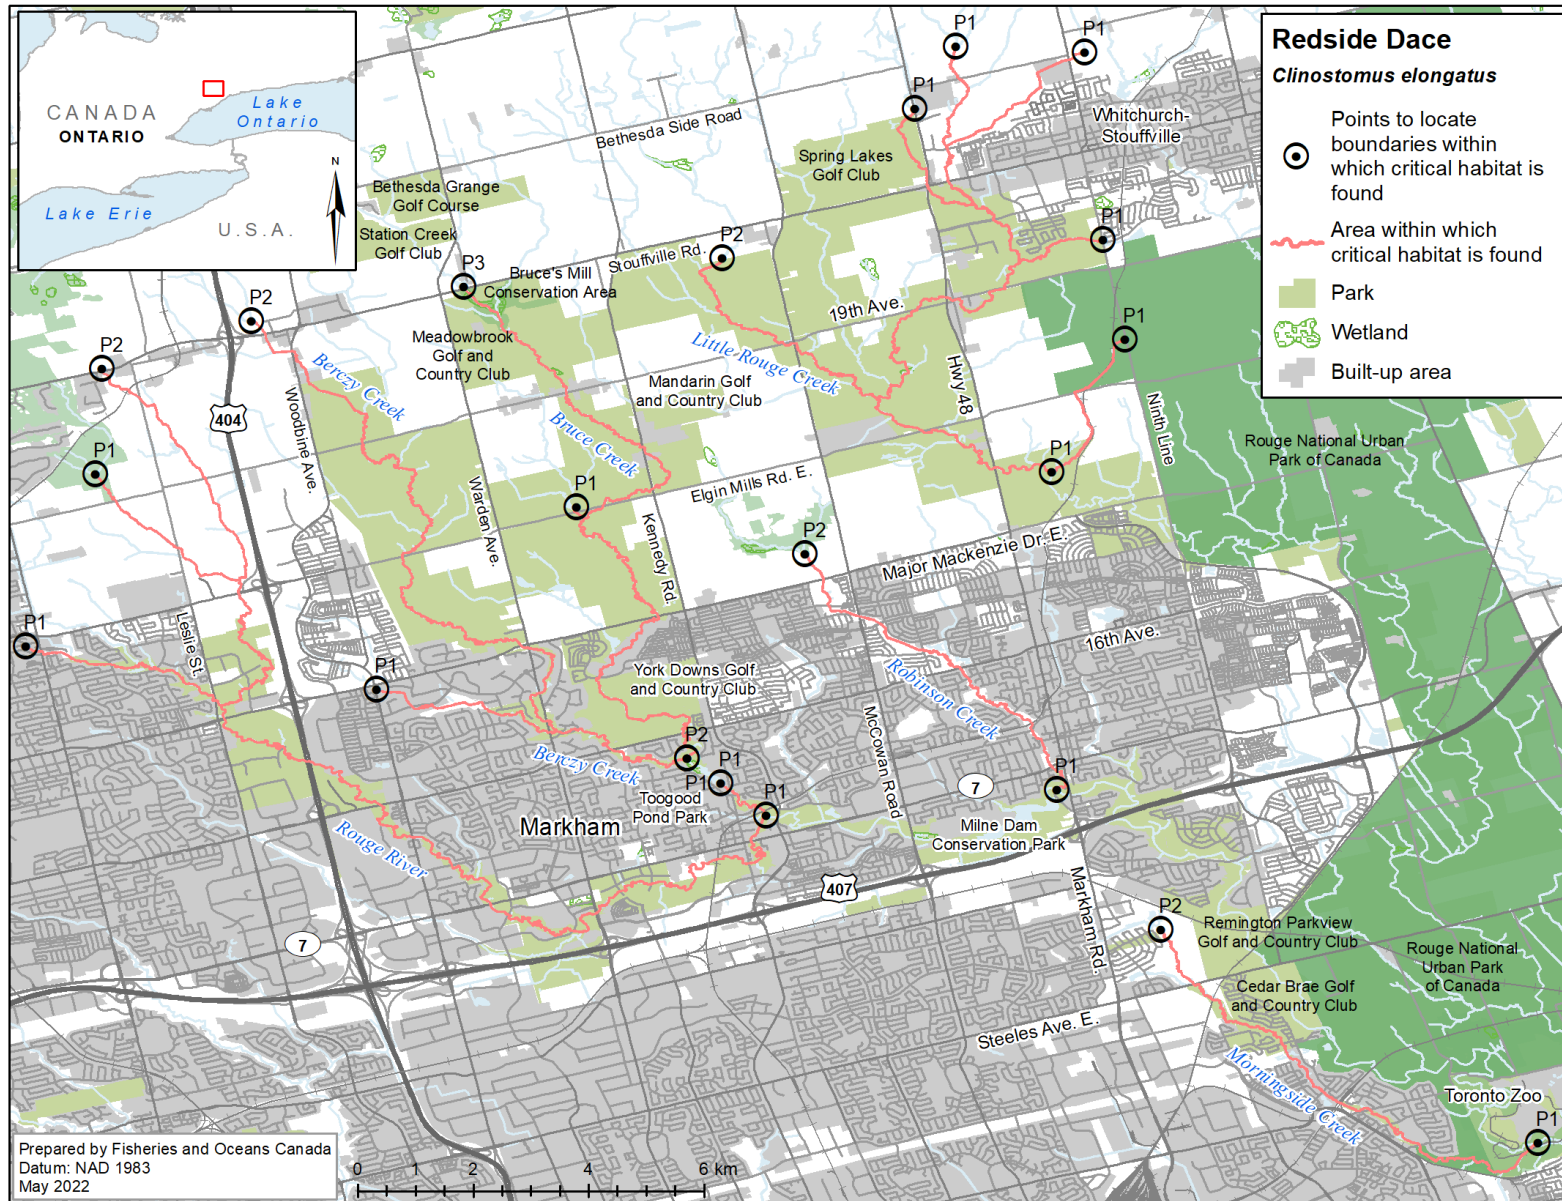 CANADA
ONTARIO
Lake
Ontario
Lake Erie
U.S.A.
N
Redside Dace
Clinostomus elongatus
Points to locate
boundaries within
which critical habitat is
found
Area within which
critical habitat is found
Park
Wetland
Built-up area
P1
P1
P1
Whitchurch-
Stouffville
Bethesda Side Road
Spring Lakes
Golf Club
Bethesda Grange
Golf Course
Station Creek
Golf Club
P1
P2
Stouffville Rd.
P3
Bruce's Mill
Conservation Area
P2
19th Ave.
P1
Meadowbrook
Golf and
Country Club
Little Rouge Creek
P2
Berczy Creek
Mandarin Golf
and Country Club
Hwy 48
Ninth Line
404
Woodbine Ave.
Bruce Creek
Rouge National Urban
Park of Canada
P1
P1
Warden Ave.
P1
Elgin Mills Rd. E.
Kennedy Rd.
P2
Major Mackenzie Dr. E.
P1
Leslie St.
16th Ave.
P1
York Downs Golf
and Country Club
Robinson Creek
McCowan Road
P2
Berczy Creek
P1
P1
Toogood
Pond Park
P1
7
P1
Markham
Milne Dam
Conservation Park
Rouge River
407
Markham Rd.
P2
Remington Parkview
Golf and Country Club
7
Rouge National
Urban Park
of Canada
Cedar Brae Golf
and Country Club
Steeles Ave. E.
Morningside Creek
Toronto Zoo
P1
Prepared by Fisheries and Oceans Canada
Datum: NAD 1983
May 2022
0 1 2 4 6 km